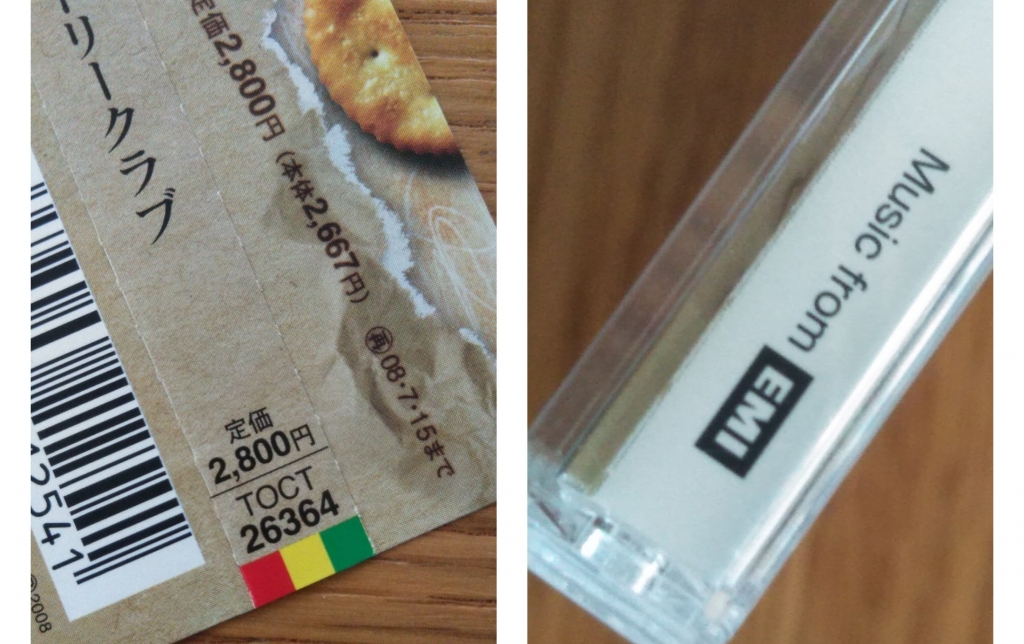 リークラブ
定価2,800円(本体2,667円) 再 08・7・15まで
定価
2,800円
TOCT
26364
12541
℗2008
Music from
EMI